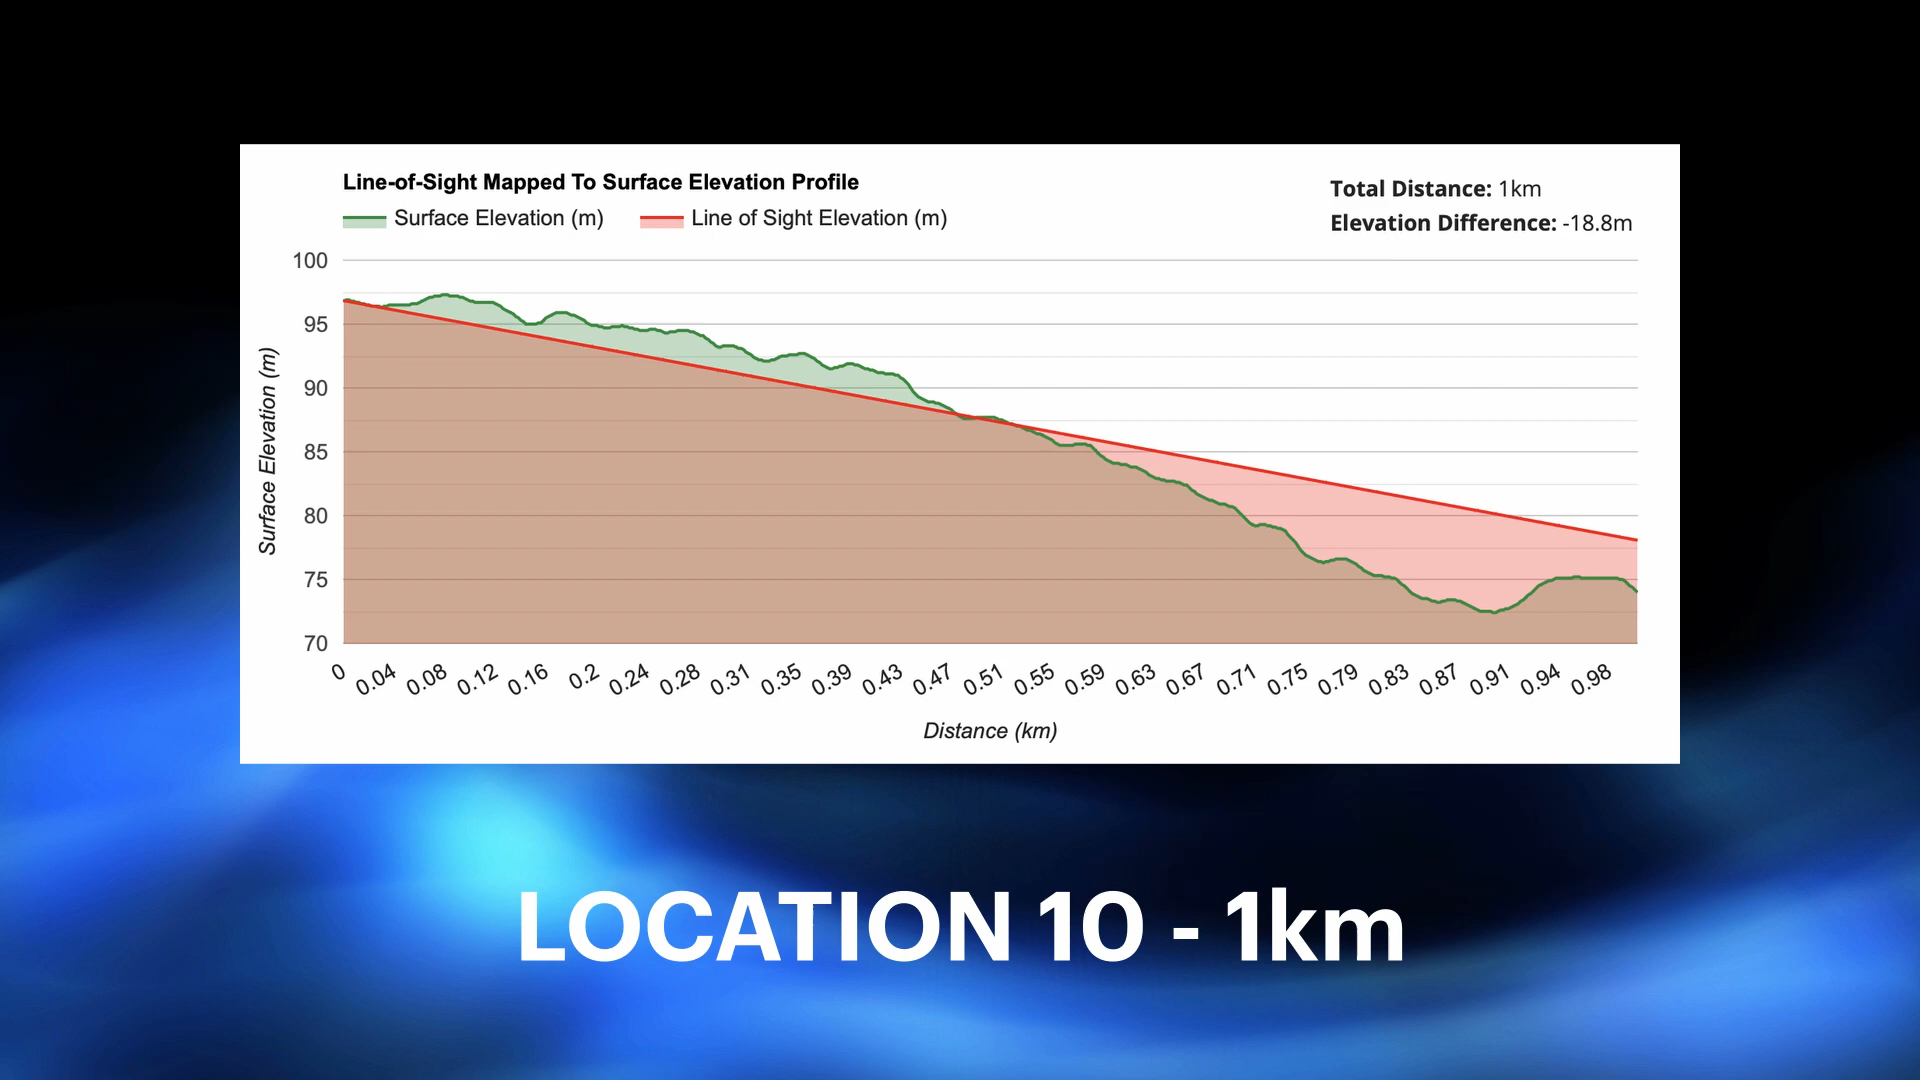 Line-of-Sight Mapped To Surface Elevation Profile
Surface Elevation (m) Line of Sight Elevation (m)
Total Distance: 1km
Elevation Difference: -18.8m
Surface Elevation (m)
100
95
90
85
80
75
70
0 0.04 0.08 0.12 0.16 0.2 0.24 0.28 0.31 0.35 0.39 0.43 0.47 0.51 0.55 0.59 0.63 0.67 0.71 0.75 0.79 0.83 0.87 0.91 0.94 0.98
Distance (km)
LOCATION 10 - 1km